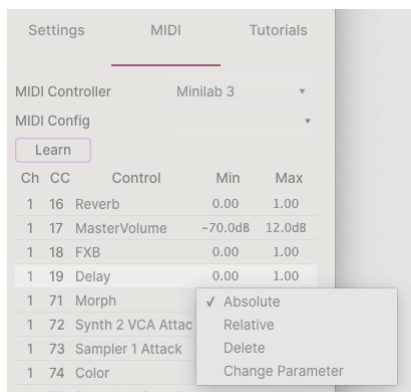 Settings MIDI Tutorials
MIDI Controller Minilab 3
MIDI Config
Learn
Ch CC Control Min Max
1 16 Reverb 0.00 1.00
1 17 MasterVolume -70.0dB 12.0dB
1 18 FXB 0.00 1.00
1 19 Delay 0.00 1.00
1 71 Morph
✓ Absolute
1 72 Synth 2 VCA Attac
Relative
1 73 Sampler 1 Attack
Delete
1 74 Color
Change Parameter